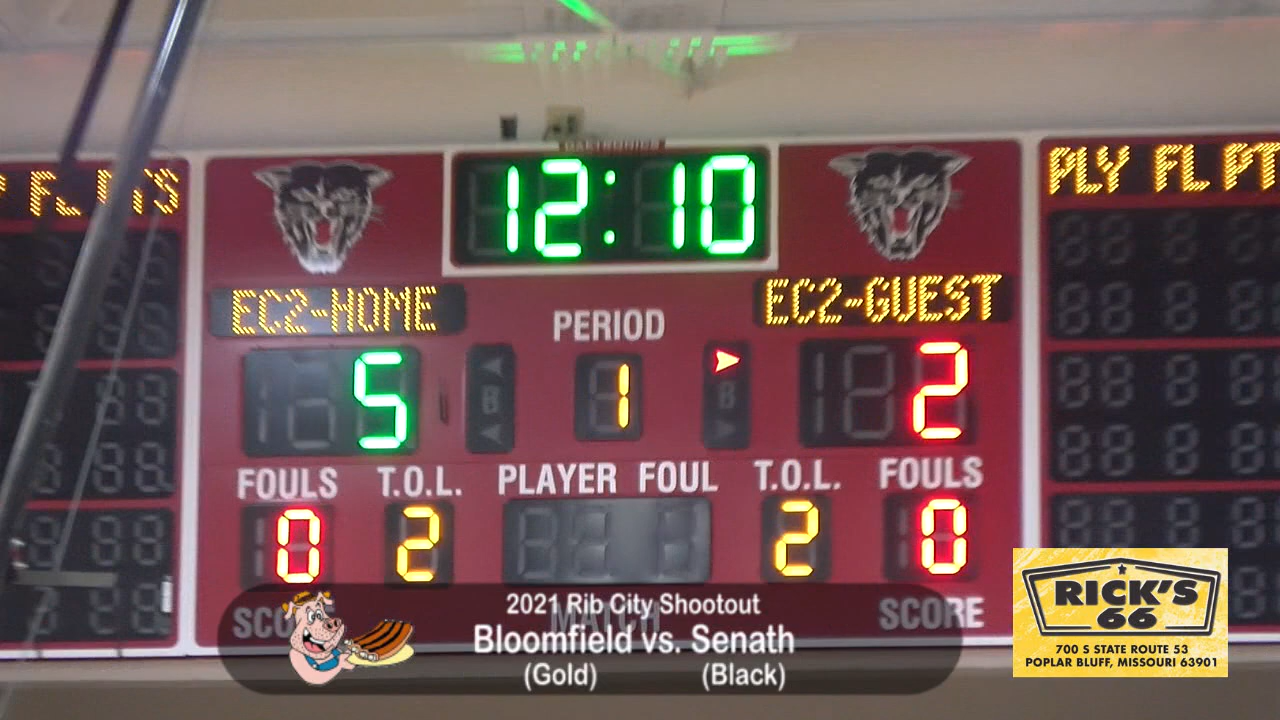 12:10
PLY FL PT
EC2-HOME
EC2-GUEST
PERIOD
5
1
2
FOULS T.O.L. PLAYER FOUL T.O.L. FOULS
0 2 2 0
SCORE
2021 Rib City Shootout
Bloomfield vs. Senath
(Gold) (Black)
RICK'S
66
700 S STATE ROUTE 53
POPLAR BLUFF, MISSOURI 63901